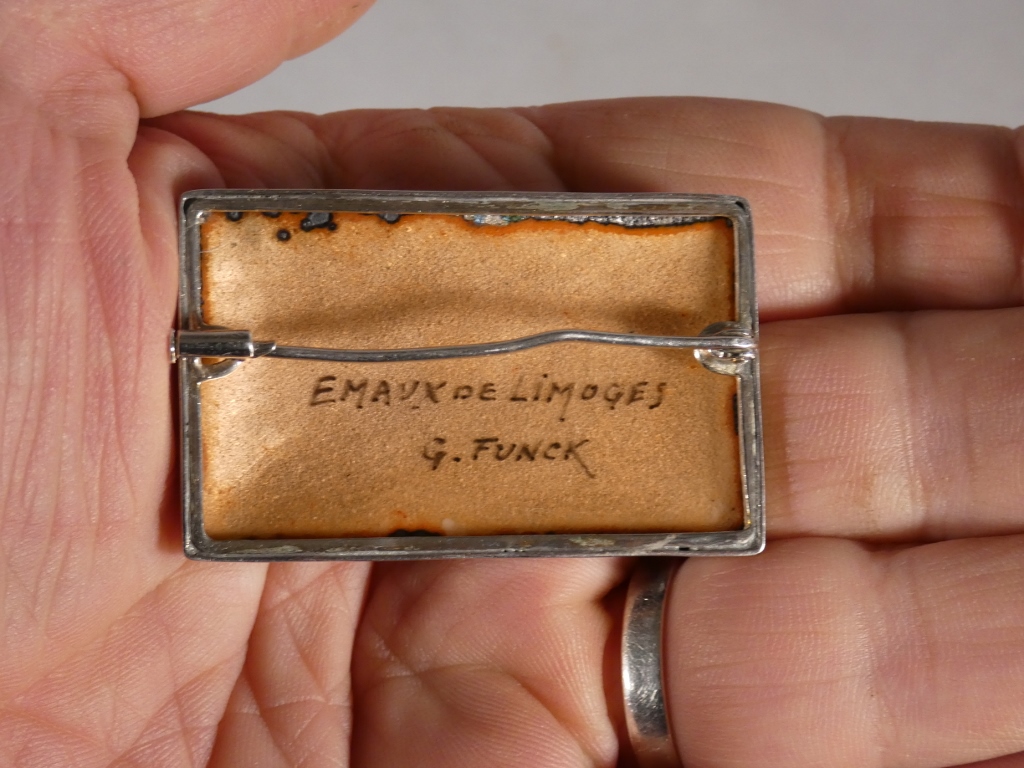 EMAUX DE LIMOGES
G. FUNCK